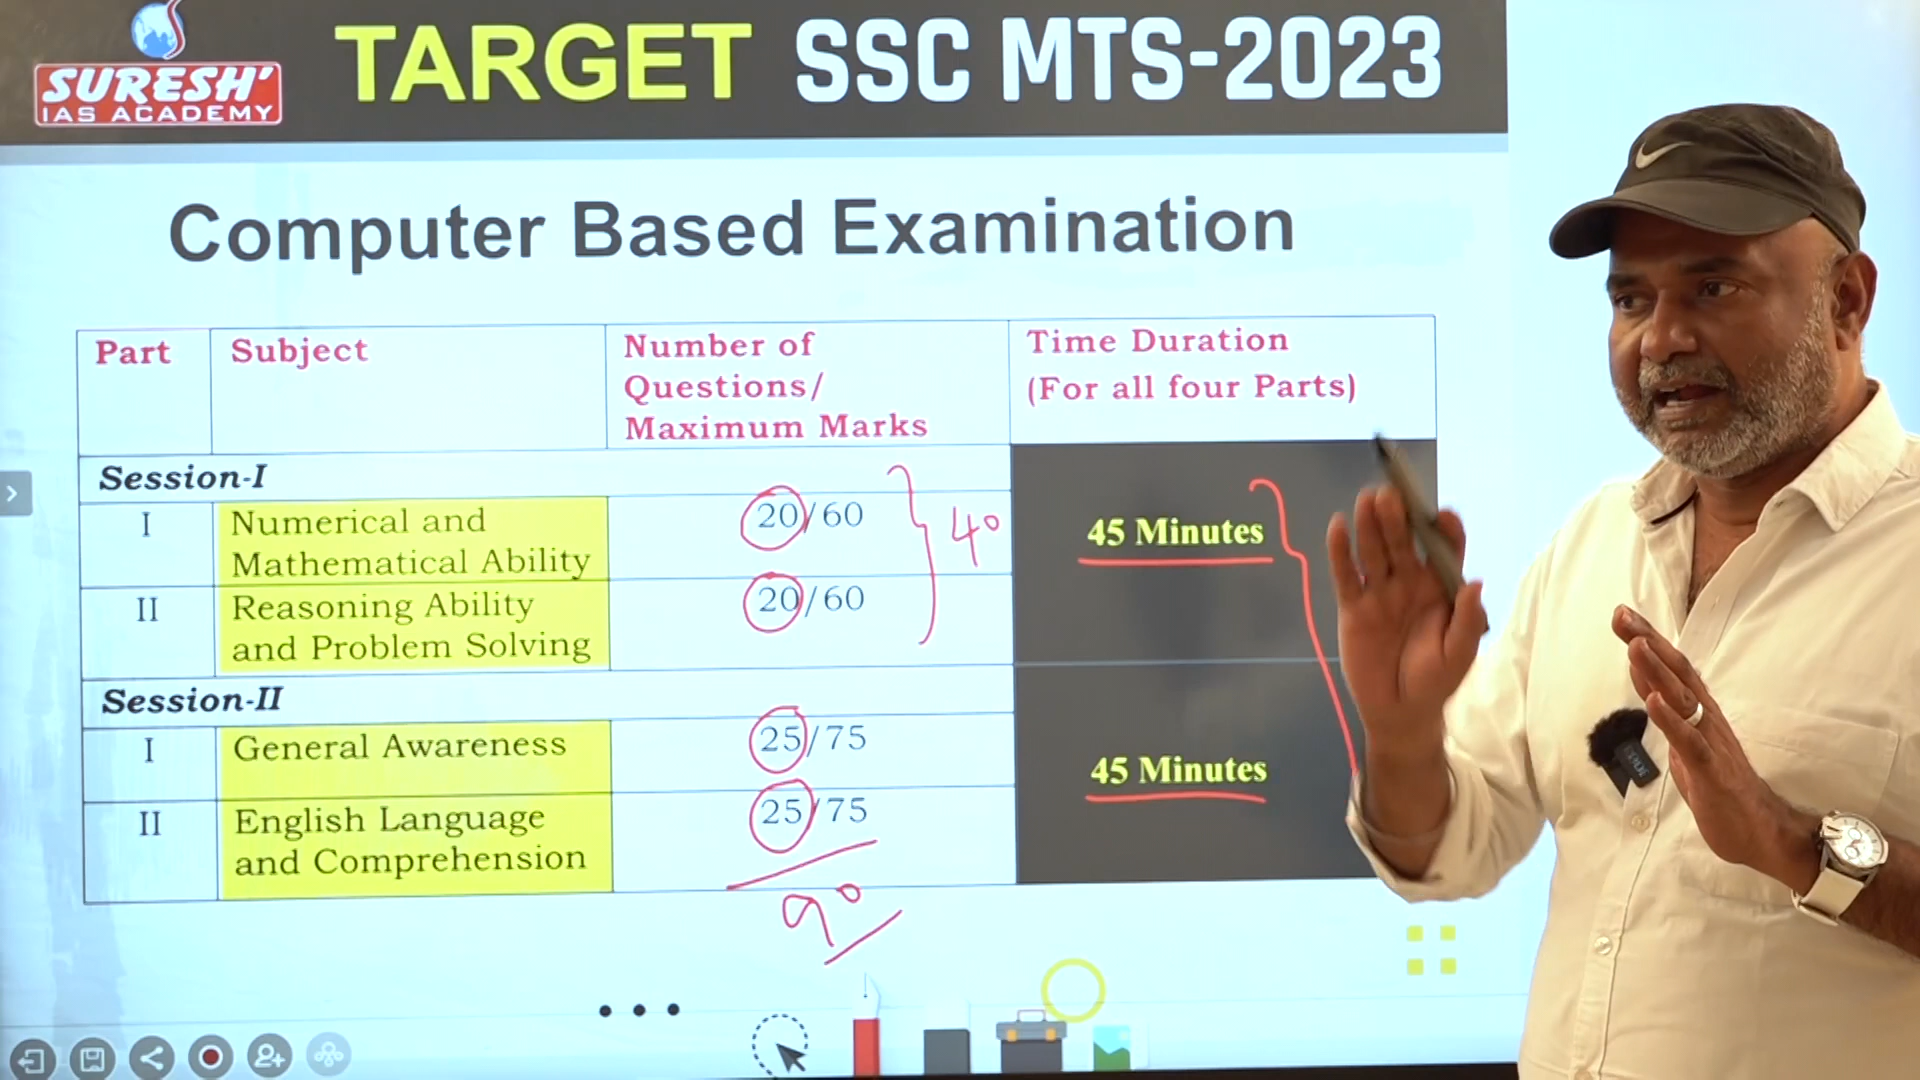 SURESH'
IAS ACADEMY
TARGET SSC MTS-2023
Computer Based Examination
Part
Subject
Number of
Questions/
Maximum Marks
Time Duration
(For all four Parts)
Session-I
I
Numerical and
Mathematical Ability
20/60
II
Reasoning Ability
and Problem Solving
20/60
40
45 Minutes
Session-II
I
General Awareness
25/75
II
English Language
and Comprehension
25/75
45 Minutes
90